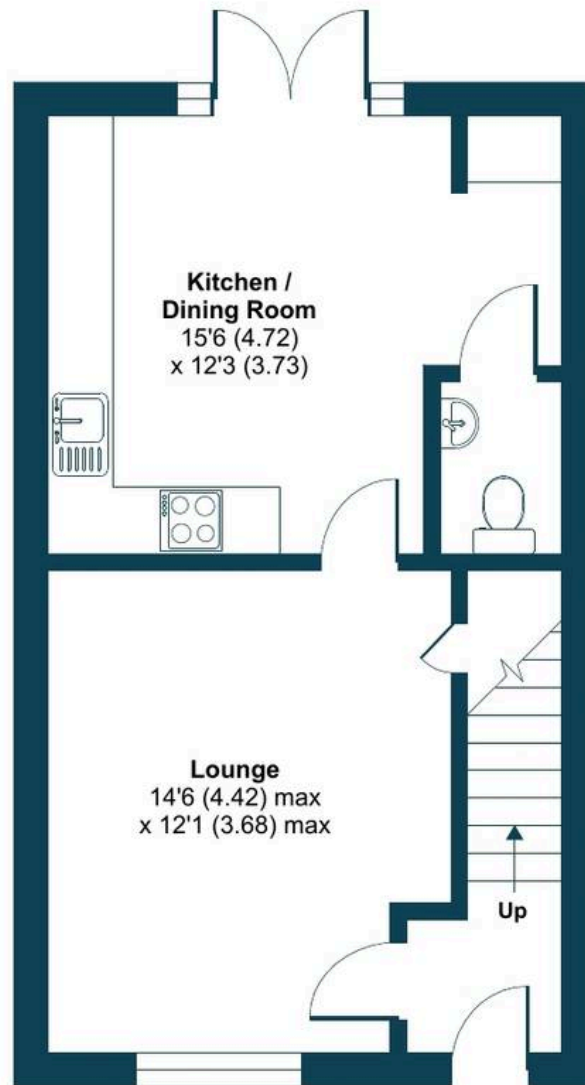 Kitchen /
Dining Room
15'6 (4.72)
x 12'3 (3.73)
Lounge
14'6 (4.42) max
x 12'1 (3.68) max
Up